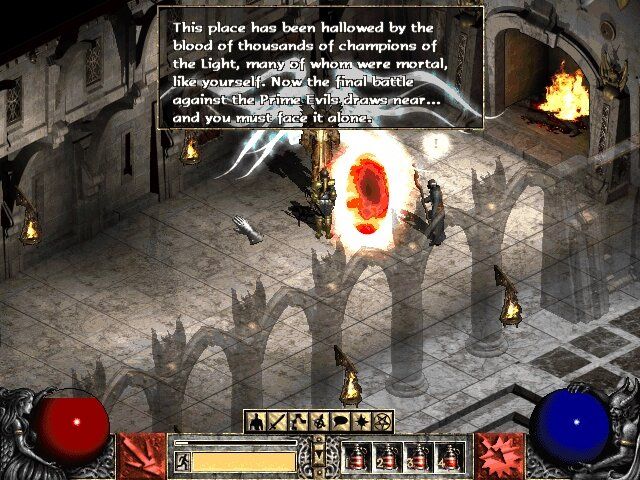 This place has been hallowed by the
blood of thousands of champions of
the Light, many of whom were mortal,
like yourself. Now the final battle
against the Prime Evils draws near...
and you must face it alone.